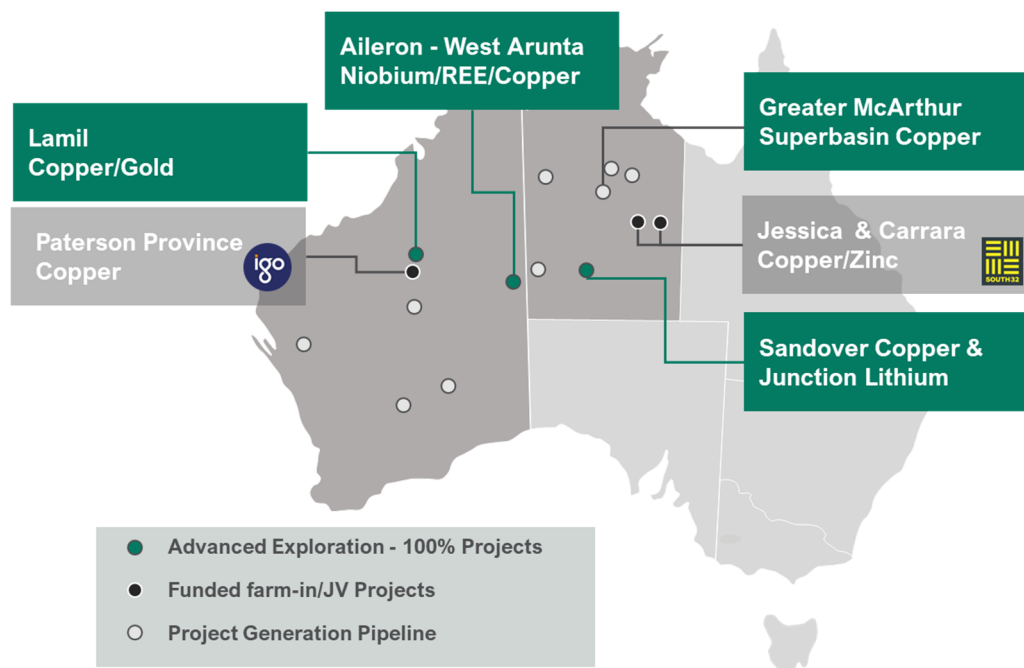 Aileron - West Arunta
Niobium/REE/Copper
Lamil
Copper/Gold
Greater McArthur
Superbasin Copper
Paterson Province
Copper
igo
Jessica & Carrara
Copper/Zinc
SOUTH32
Sandover Copper &
Junction Lithium
Advanced Exploration - 100% Projects
Funded farm-in/JV Projects
Project Generation Pipeline